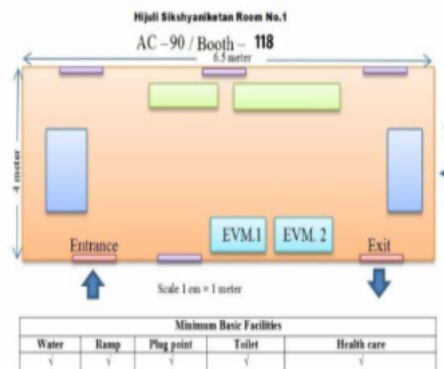 Hijuli Sikshyaniketan Room No.1
AC -90 / Booth - 118
6.5 meter
4 meter
EVM.1 EVM. 2
Entrance Exit
Scale 1 cm = 1 meter
Minimum Basic Facilities
Water Ramp Plug point Toilet Health care
√ √ √ √ √